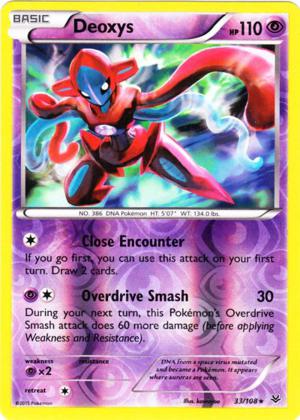 BASIC
Deoxys HP110
NO. 386 DNA Pokémon HT: 5'07" WT: 134.0 lbs.
Close Encounter
If you go first, you can use this attack on your first
turn. Draw 2 cards.
Overdrive Smash 30
During your next turn, this Pokémon's Overdrive
Smash attack does 60 more damage (before applying
Weakness and Resistance).
weakness resistance
×2
retreat
DNA from a space virus mutated
and became a Pokémon. It appears
where auroras are seen.
Illus. kawayoo 33/108
©2015 Pokémon